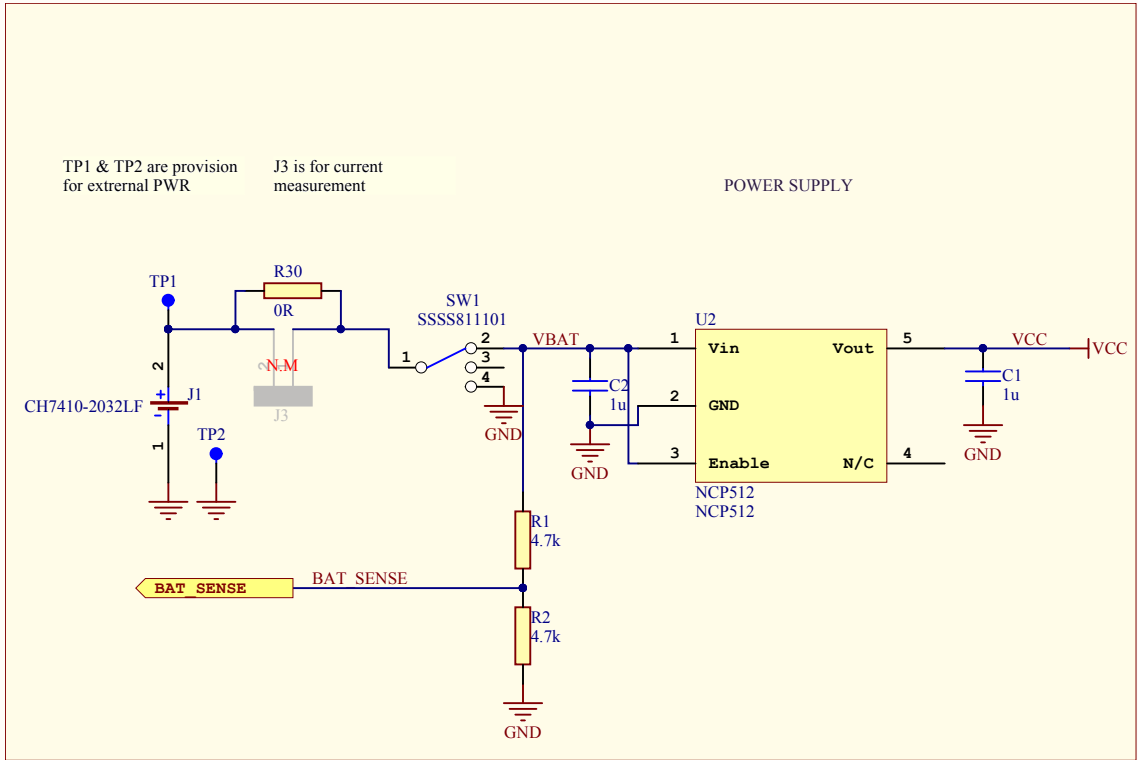 TP1 & TP2 are provision
for extrernal PWR
J3 is for current
measurement
POWER SUPPLY
TP1
R30
0R
SW1
SSSS811101
U2
2
N.M
J3
1
2
3
4
GND
VBAT
C2
1u
GND
1
Vin
2
GND
3
Enable
Vout
5
N/C
4
NCP512
NCP512
VCC
VCC
C1
1u
GND
2
+
-
J1
CH7410-2032LF
1
TP2
R1
4.7k
BAT_SENSE
BAT_SENSE
R2
4.7k
GND